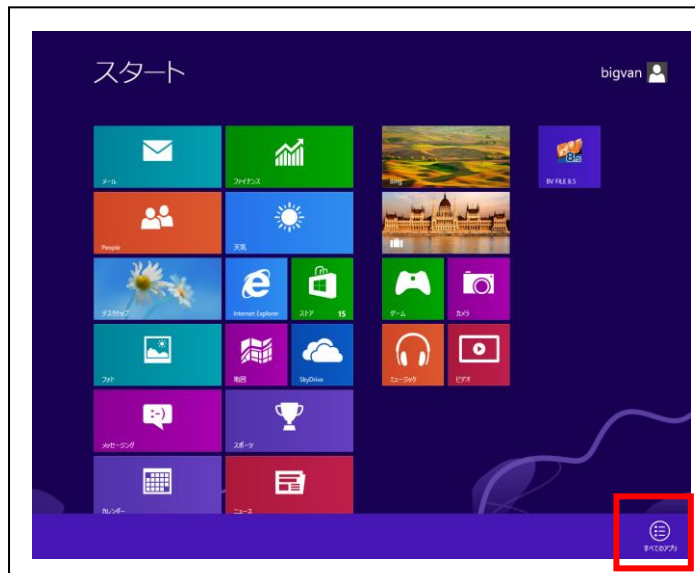 スタート
bigvan
メール
ファイナンス
Bing
BV FILE 8.5
People
天気
デスクトップ
Internet Explorer
ストア 15
ゲーム
カメラ
フォト
地図
SkyDrive
ミュージック
ビデオ
メッセージング
スポーツ
カレンダー
ニュース
すべてのアプリ